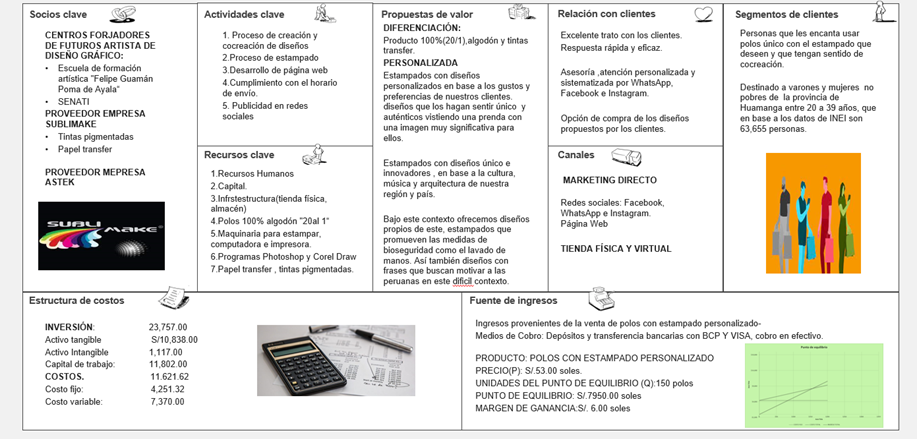 Socios clave
CENTROS FORJADORES
DE FUTUROS ARTISTA DE
DISEÑO GRÁFICO:
• Escuela de formación
artística "Felipe Guamán
Poma de Ayala"
• SENATI
PROVEEDOR EMPRESA
SUBLIMAKE
• Tintas pigmentadas
• Papel transfer
PROVEEDOR MEPRESA
ASTEK
SUBLI
MAKE
Actividades clave
1. Proceso de creación y
cocreación de diseños
2.Proceso de estampado
3.Desarrollo de página web
4.Cumplimiento con el horario
de envío.
5. Publicidad en redes
sociales
Recursos clave
1.Recursos Humanos
2.Capital.
3.Infrstestructura(tienda física,
almacén)
4.Polos 100% algodón "20al 1"
5.Maquinaria para estampar,
computadora e impresora.
6.Programas Photoshop y Corel Draw
7.Papel transfer , tintas pigmentadas.
Propuestas de valor
DIFERENCIACIÓN:
Producto 100%(20/1),algodón y tintas
transfer.
PERSONALIZADA
Estampados con diseños
personalizados en base a los gustos y
preferencias de nuestros clientes.
diseños que los hagan sentir único y
auténticos vistiendo una prenda con
una imagen muy significativa para
ellos.
Estampados con diseños único e
innovadores , en base a la cultura,
música y arquitectura de nuestra
región y país.
Bajo este contexto ofrecemos diseños
propios de este, estampados que
promueven las medidas de
bioseguridad como el lavado de
manos. Así también diseños con
frases que buscan motivar a las
peruanas en este dificil contexto.
Relación con clientes
Excelente trato con los clientes.
Respuesta rápida y eficaz.
Asesoría ,atención personalizada y
sistematizada por WhatsApp,
Facebook e Instagram.
Opción de compra de los diseños
propuestos por los clientes.
Canales
MARKETING DIRECTO
Redes sociales: Facebook,
WhatsApp e Instagram.
Página Web
TIENDA FÍSICA Y VIRTUAL
Segmentos de clientes
Personas que les encanta usar
polos único con el estampado que
deseen y que tengan sentido de
cocreación.
Destinado a varones y mujeres no
pobres de la provincia de
Huamanga entre 20 a 39 años, que
en base a los datos de INEI son
63,655 personas.
Estructura de costos
INVERSIÓN: 23,757.00
Activo tangible S/10,838.00
Activo Intangible 1,117.00
Capital de trabajo: 11,802.00
COSTOS. 11.621.62
Costo fijo: 4,251.32
Costo variable: 7,370.00
Fuente de ingresos
Ingresos provenientes de la venta de polos con estampado personalizado-
Medios de Cobro: Depósitos y transferencia bancarias con BCP Y VISA, cobro en efectivo.
PRODUCTO: POLOS CON ESTAMPADO PERSONALIZADO
PRECIO(P): S/.53.00 soles.
UNIDADES DEL PUNTO DE EQUILIBRIO (Q):150 polos
PUNTO DE EQUILIBRIO: S/.7950.00 soles
MARGEN DE GANANCIA:S/. 6.00 soles
Punto de equilibrio